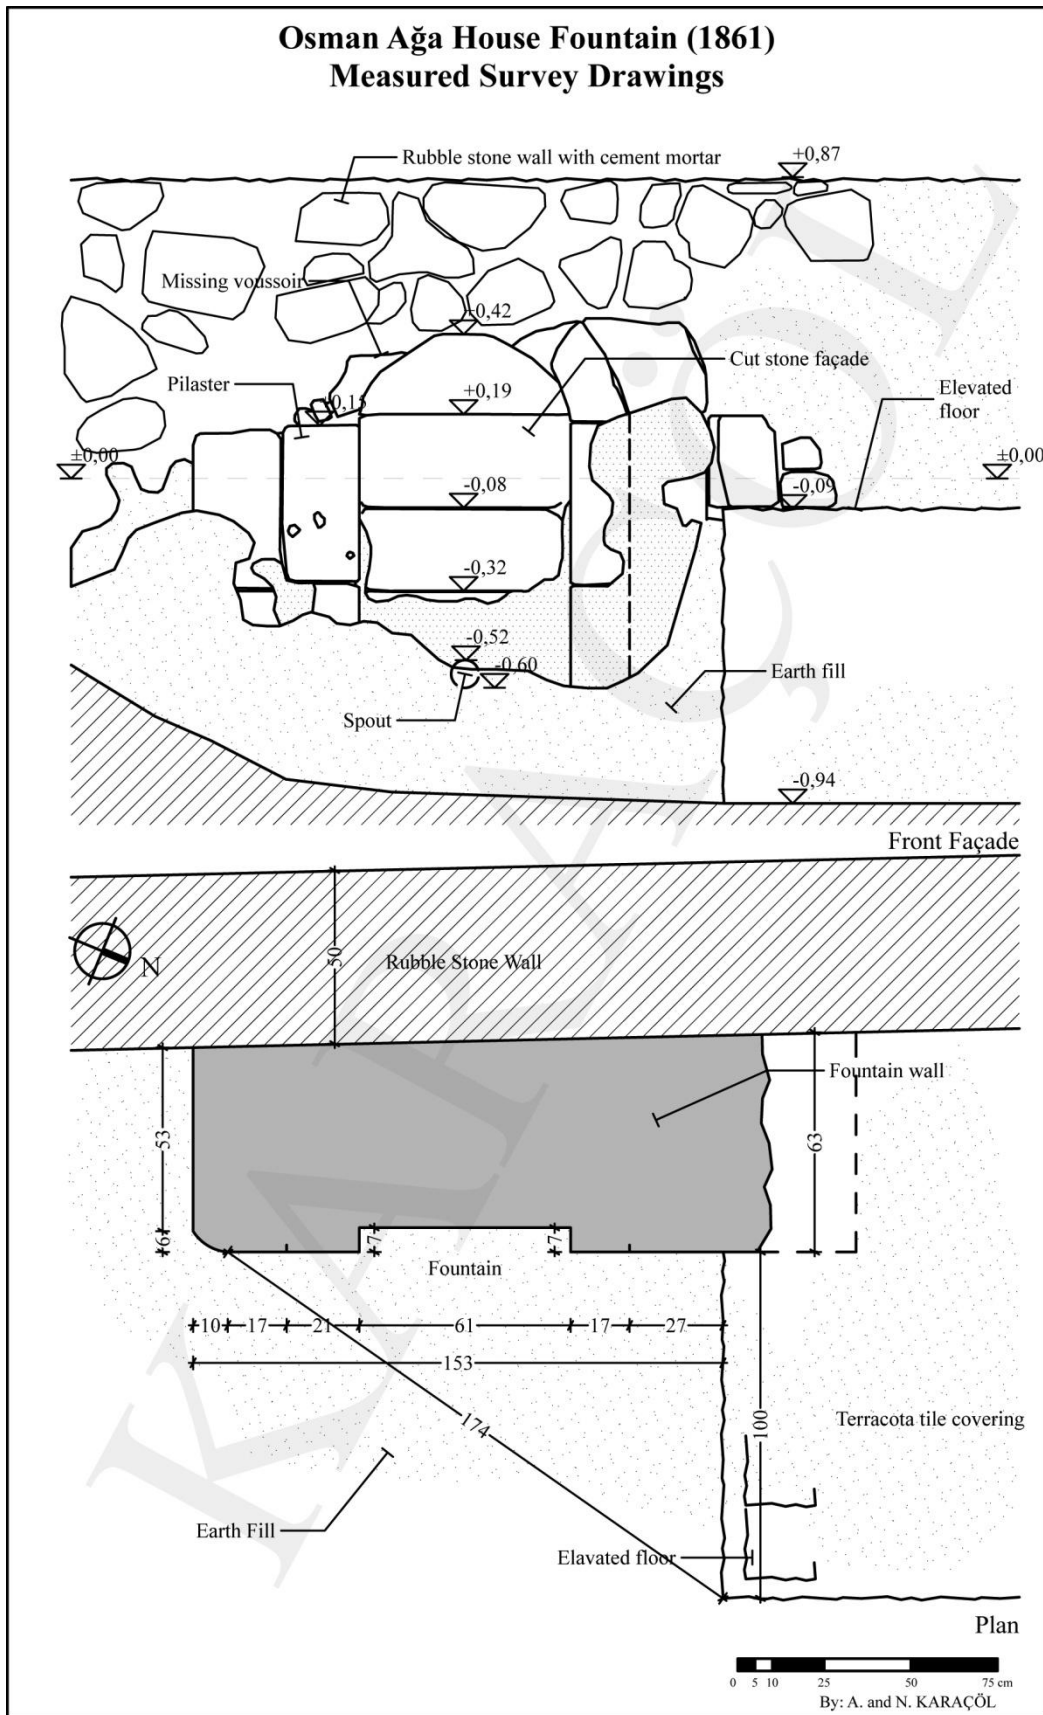 Osman Ağa House Fountain (1861)
Measured Survey Drawings
Rubble stone wall with cement mortar
+0,87
Missing voussoir
+0,42
Pilaster
Cut stone façade
Elevated
floor
+0,15
+0,19
±0,00
±0,00
-0,08
-0,09
-0,32
-0,52
-0,60
Earth fill
Spout
-0,94
Front Façade
50
N
Rubble Stone Wall
Fountain wall
53
63
6
7
7
Fountain
10
17
21
61
17
27
153
174
100
Terracota tile covering
Earth Fill
Elavated floor
Plan
0 5 10 25 50 75 cm
By: A. and N. KARAÇÖL
KARAÇÖL